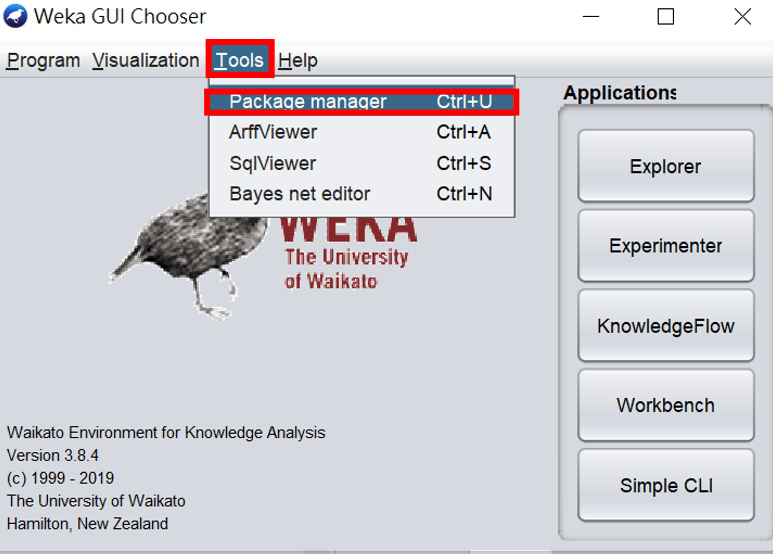 Weka GUI Chooser
Program Visualization Tools Help
Package manager Ctrl+U
ArffViewer Ctrl+A
SqlViewer Ctrl+S
Bayes net editor Ctrl+N
WEKA
The University
of Waikato
Applications
Explorer
Experimenter
KnowledgeFlow
Workbench
Simple CLI
Waikato Environment for Knowledge Analysis
Version 3.8.4
(c) 1999 - 2019
The University of Waikato
Hamilton, New Zealand